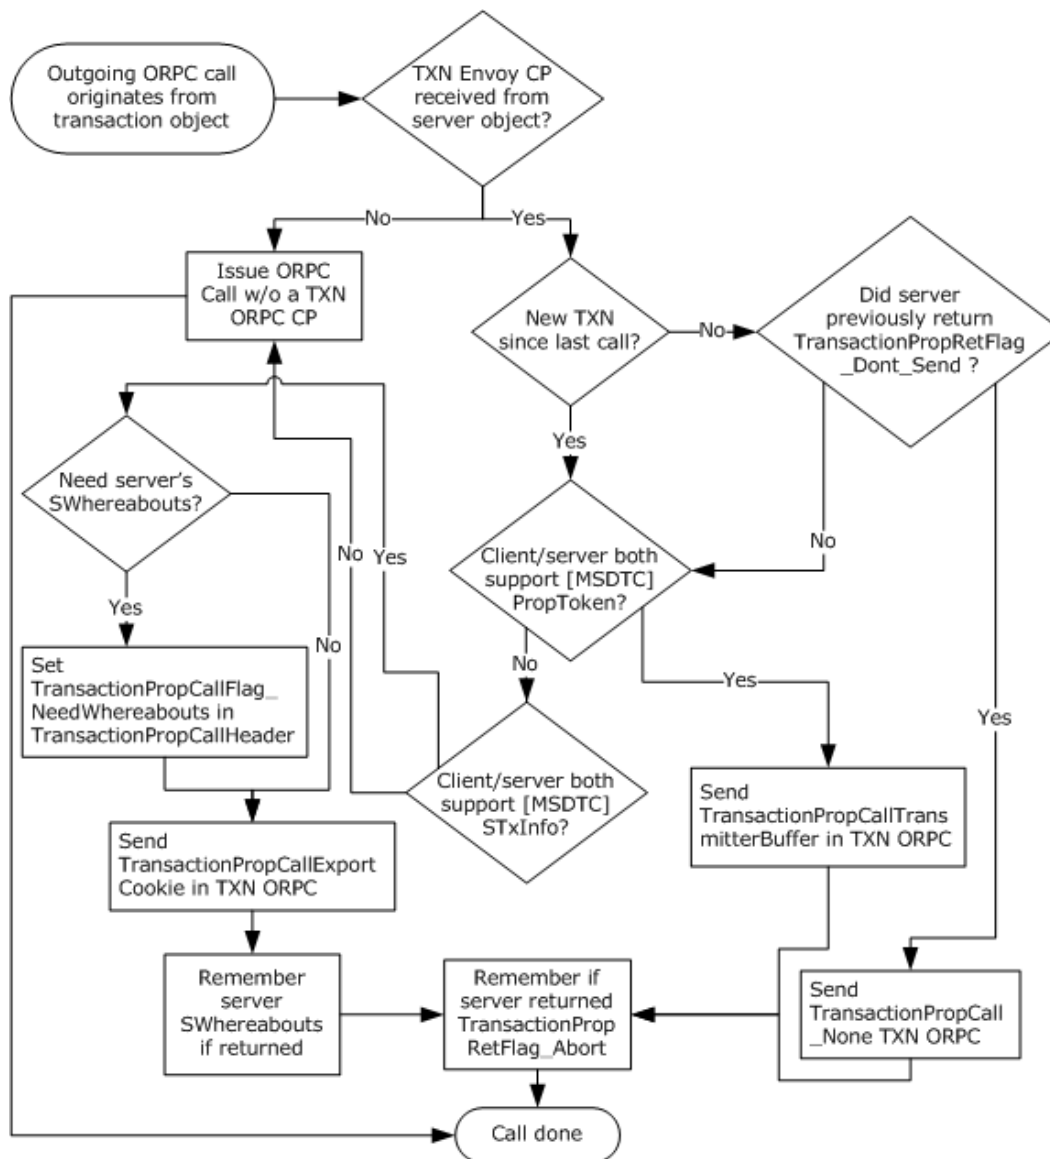 Outgoing ORPC call
originates from
transaction object
TXN Envoy CP
received from
server object?
No
Yes
Issue ORPC
Call w/o a TXN
ORPC CP
New TXN
since last call?
No
Did server
previously return
TransactionPropRetFlag
_Dont_Send ?
Yes
Need server's
SWhereabouts?
No
Yes
No
Client/server both
support [MSDTC]
PropToken?
Yes
No
Set
TransactionPropCallFlag_
NeedWhereabouts in
TransactionPropCallHeader
No
Yes
Yes
Client/server both
support [MSDTC]
STxInfo?
Send
TransactionPropCallTrans
mitterBuffer in TXN ORPC
Send
TransactionPropCallExport
Cookie in TXN ORPC
Remember
server
SWhereabouts
if returned
Remember if
server returned
TransactionProp
RetFlag_Abort
Send
TransactionPropCall
_None TXN ORPC
Call done